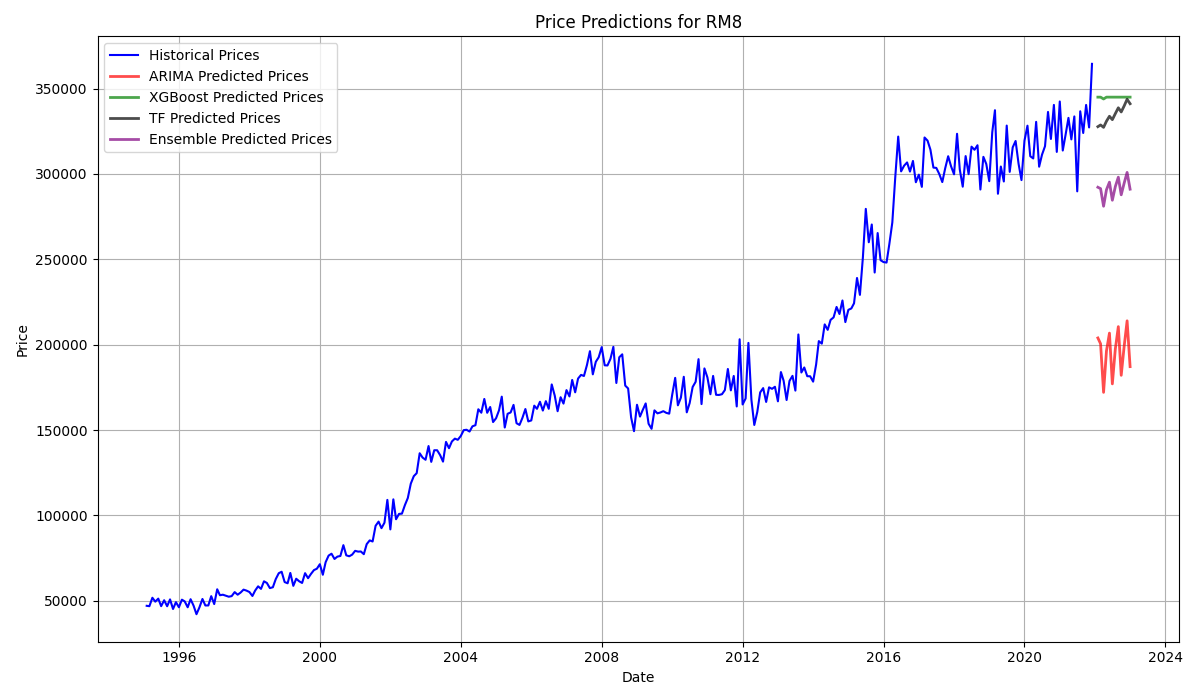 Price Predictions for RM8
Historical Prices
ARIMA Predicted Prices
XGBoost Predicted Prices
TF Predicted Prices
Ensemble Predicted Prices
350000
300000
250000
200000
150000
100000
50000
Price
1996 2000 2004 2008 2012 2016 2020 2024
Date